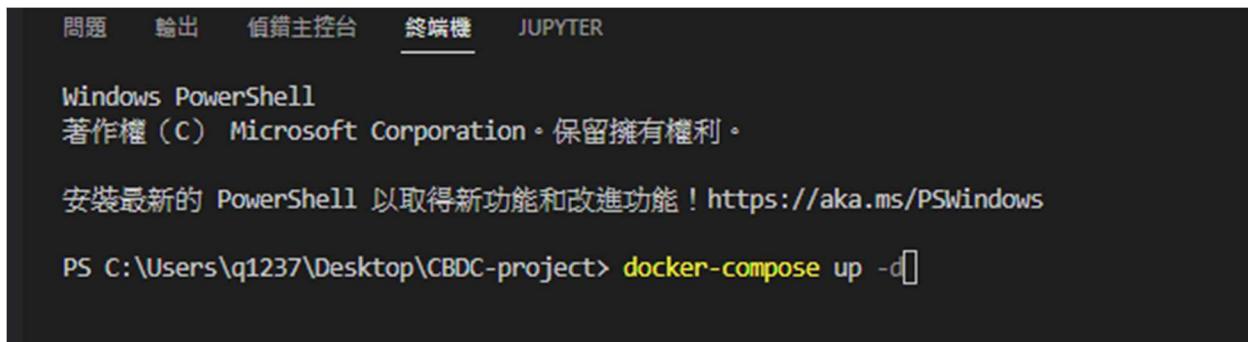 問題 輸出 偵錯主控台 終端機 JUPYTER
Windows PowerShell
著作權（C） Microsoft Corporation。保留擁有權利。
安裝最新的 PowerShell 以取得新功能和改進功能！https://aka.ms/PSWindows
PS C:\Users\q1237\Desktop\CBDC-project> docker-compose up -d